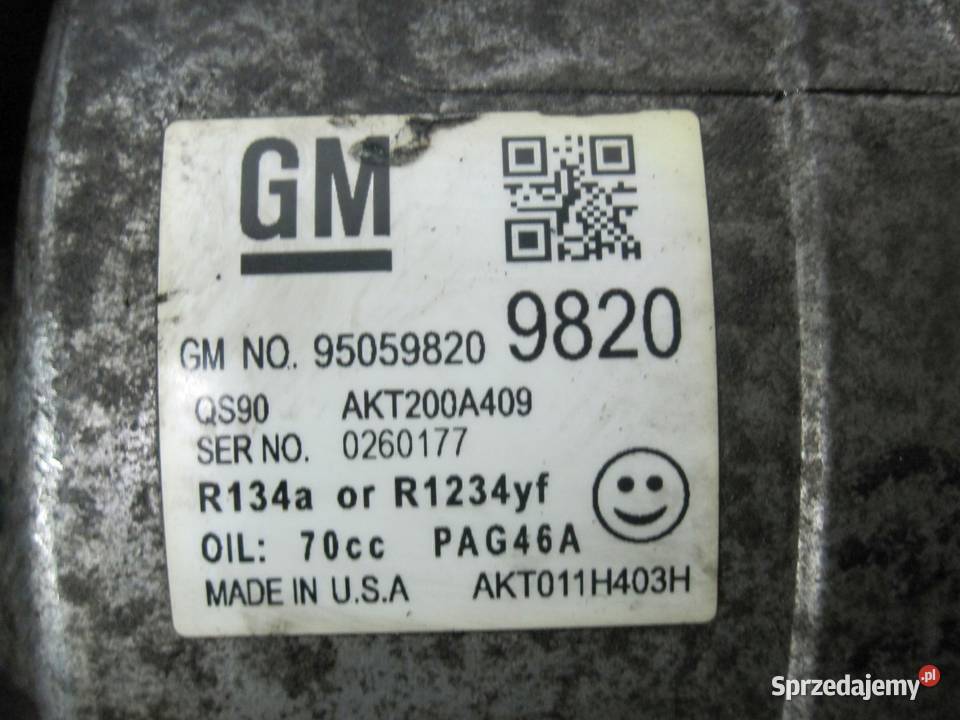 GM
GM NO. 95059820 9820
QS90 AKT200A409
SER NO. 0260177
R134a or R1234yf
OIL: 70cc PAG46A
MADE IN U.S.A AKT011H403H
Sprzedajemy.pl